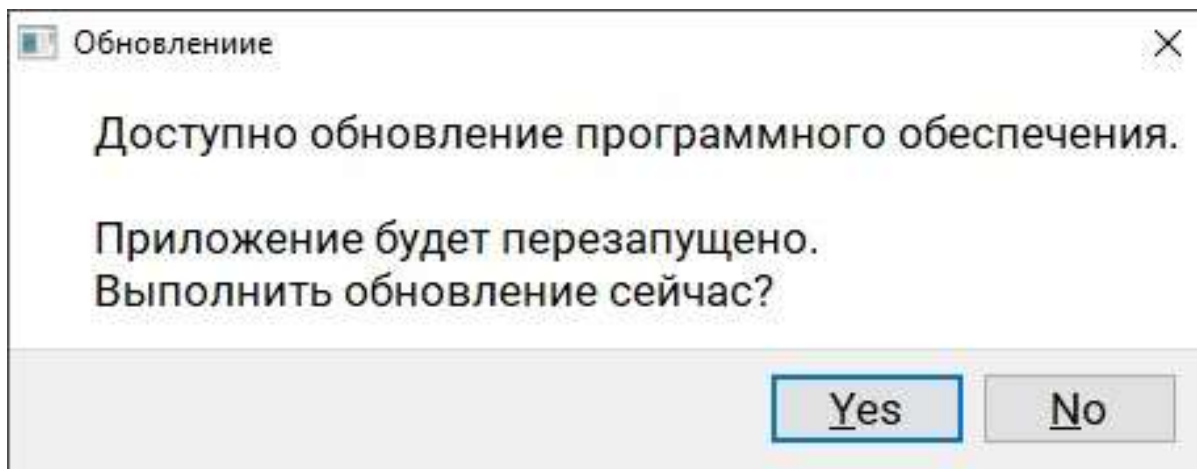 Обновлениие
Доступно обновление программного обеспечения.
Приложение будет перезапущено.
Выполнить обновление сейчас?
Yes No